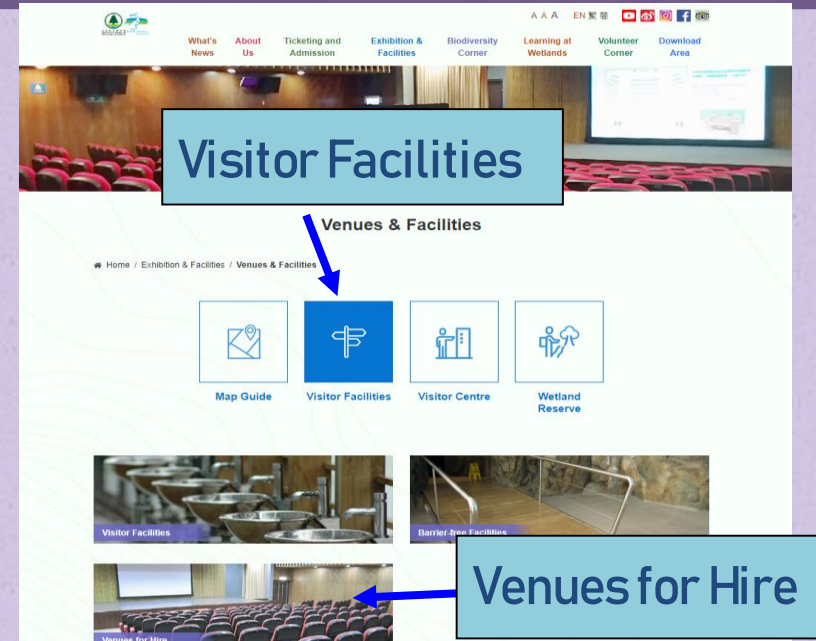 A A A EN 繁 簡
What's News
About Us
Ticketing and Admission
Exhibition & Facilities
Biodiversity Corner
Learning at Wetlands
Volunteer Corner
Download Area
Visitor Facilities
Venues & Facilities
Home / Exhibition & Facilities / Venues & Facilities
Map Guide
Visitor Facilities
Visitor Centre
Wetland Reserve
Visitor Facilities
Barrier-free Facilities
Venues for Hire
Venues for Hire